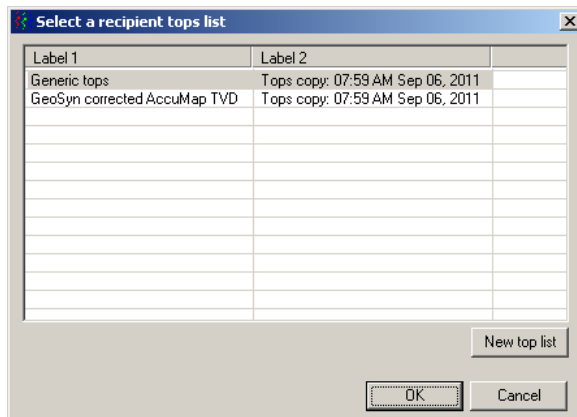 Select a recipient tops list
Label 1 Label 2
Generic tops Tops copy: 07:59 AM Sep 06, 2011
GeoSyn corrected AccuMap TVD Tops copy: 07:59 AM Sep 06, 2011
New top list
OK Cancel